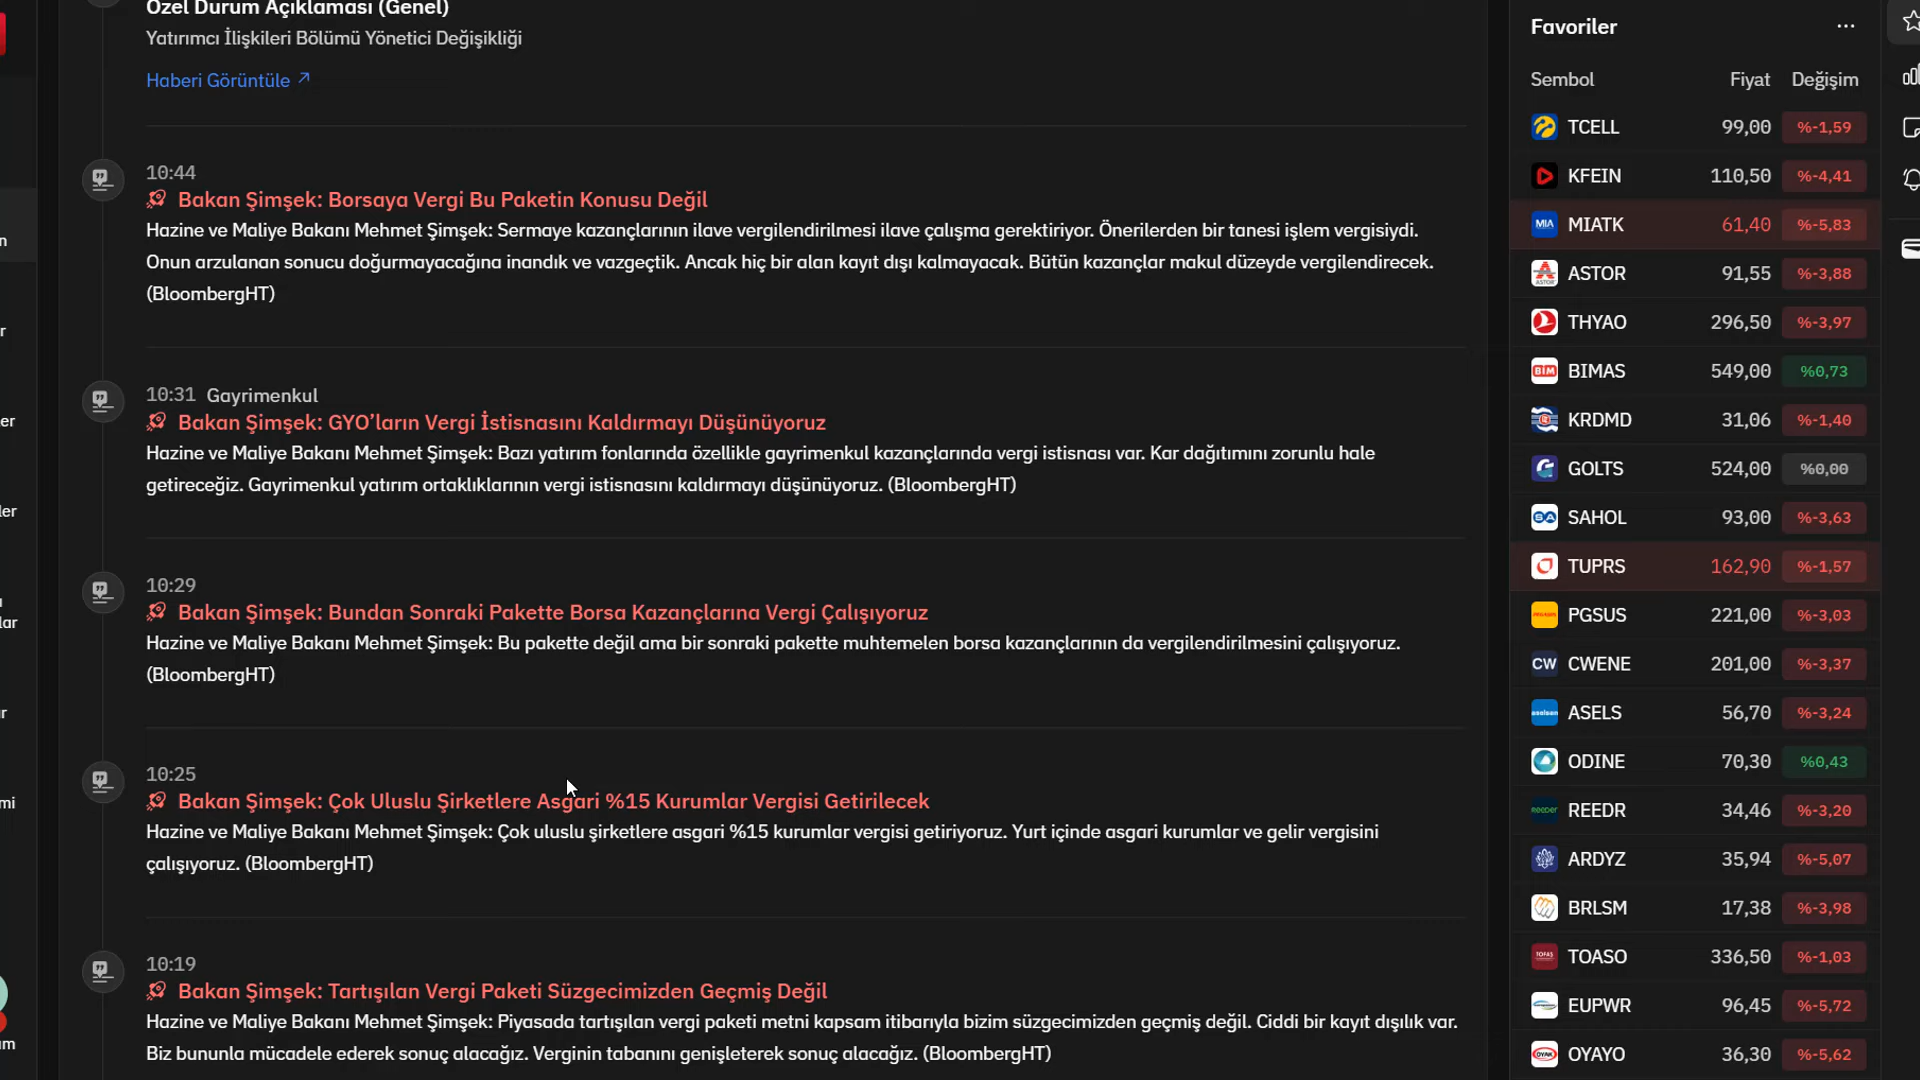 Özel Durum Açıklaması (Genel)
Yatırımcı İlişkileri Bölümü Yönetici Değişikliği
Haberi Görüntüle
10:44
Bakan Şimşek: Borsaya Vergi Bu Paketin Konusu Değil
Hazine ve Maliye Bakanı Mehmet Şimşek: Sermaye kazançlarının ilave vergilendirilmesi ilave çalışma gerektiriyor. Önerilerden bir tanesi işlem vergisiydi.
Onun arzulanan sonucu doğurmayacağına inandık ve vazgeçtik. Ancak hiç bir alan kayıt dışı kalmayacak. Bütün kazançlar makul düzeyde vergilendirecek.
(BloombergHT)
10:31 Gayrimenkul
Bakan Şimşek: GYO’ların Vergi İstisnasını Kaldırmayı Düşünüyoruz
Hazine ve Maliye Bakanı Mehmet Şimşek: Bazı yatırım fonlarında özellikle gayrimenkul kazançlarında vergi istisnası var. Kar dağıtımını zorunlu hale
getireceğiz. Gayrimenkul yatırım ortaklıklarının vergi istisnasını kaldırmayı düşünüyoruz. (BloombergHT)
10:29
Bakan Şimşek: Bundan Sonraki Pakette Borsa Kazançlarına Vergi Çalışıyoruz
Hazine ve Maliye Bakanı Mehmet Şimşek: Bu pakette değil ama bir sonraki pakette muhtemelen borsa kazançlarının da vergilendirilmesini çalışıyoruz.
(BloombergHT)
10:25
Bakan Şimşek: Çok Uluslu Şirketlere Asgari %15 Kurumlar Vergisi Getirilecek
Hazine ve Maliye Bakanı Mehmet Şimşek: Çok uluslu şirketlere asgari %15 kurumlar vergisi getiriyoruz. Yurt içinde asgari kurumlar ve gelir vergisini
çalışıyoruz. (BloombergHT)
10:19
Bakan Şimşek: Tartışılan Vergi Paketi Süzgecimizden Geçmiş Değil
Hazine ve Maliye Bakanı Mehmet Şimşek: Piyasada tartışılan vergi paketi metni kapsam itibarıyla bizim süzgecimizden geçmiş değil. Ciddi bir kayıt dışılık var.
Biz bununla mücadele ederek sonuç alacağız. Verginin tabanını genişleterek sonuç alacağız. (BloombergHT)
Favoriler
Sembol Fiyat Değişim
TCELL 99,00 %-1,59
KFEIN 110,50 %-4,41
MIA MIATK 61,40 %-5,83
ASTOR ASTOR 91,55 %-3,88
THYAO 296,50 %-3,97
BİM BIMAS 549,00 %0,73
KRDMD 31,06 %-1,40
GOLTS 524,00 %0,00
SA SAHOL 93,00 %-3,63
TUPRS 162,90 %-1,57
PGSUS 221,00 %-3,03
CW CWENE 201,00 %-3,37
aselsan ASELS 56,70 %-3,24
ODINE 70,30 %0,43
reeder REEDR 34,46 %-3,20
ARDYZ 35,94 %-5,07
BRLSM 17,38 %-3,98
TOFAŞ TOASO 336,50 %-1,03
EUPWR 96,45 %-5,72
OYAK OYAYO 36,30 %-5,62